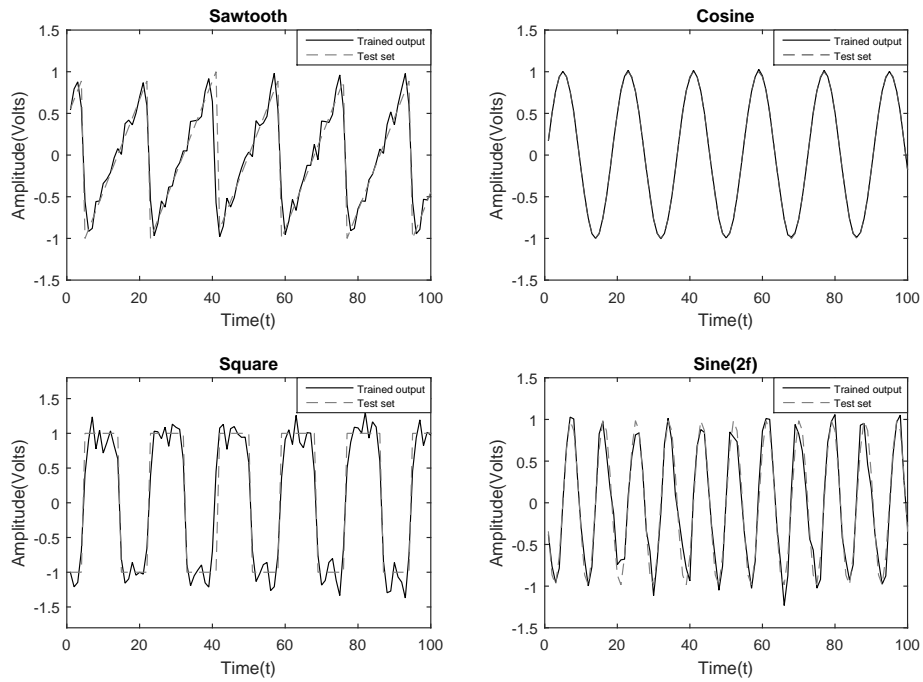 Sawtooth
Trained output
Test set
1.5
1
0.5
0
-0.5
-1
-1.5
Amplitude(Volts)
0 20 40 60 80 100
Time(t)
Cosine
Trained output
Test set
1.5
1
0.5
0
-0.5
-1
-1.5
Amplitude(Volts)
0 20 40 60 80 100
Time(t)
Square
Trained output
Test set
1.5
1
0.5
0
-0.5
-1
-1.5
Amplitude(Volts)
0 20 40 60 80 100
Time(t)
Sine(2f)
Trained output
Test set
1.5
1
0.5
0
-0.5
-1
-1.5
Amplitude(Volts)
0 20 40 60 80 100
Time(t)